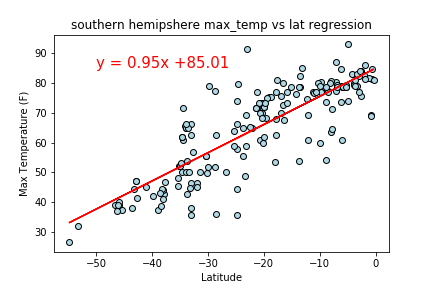 southern hemipshere max_temp vs lat regression
y = 0.95x +85.01
Max Temperature (F)
90
80
70
60
50
40
30
−50 −40 −30 −20 −10 0
Latitude